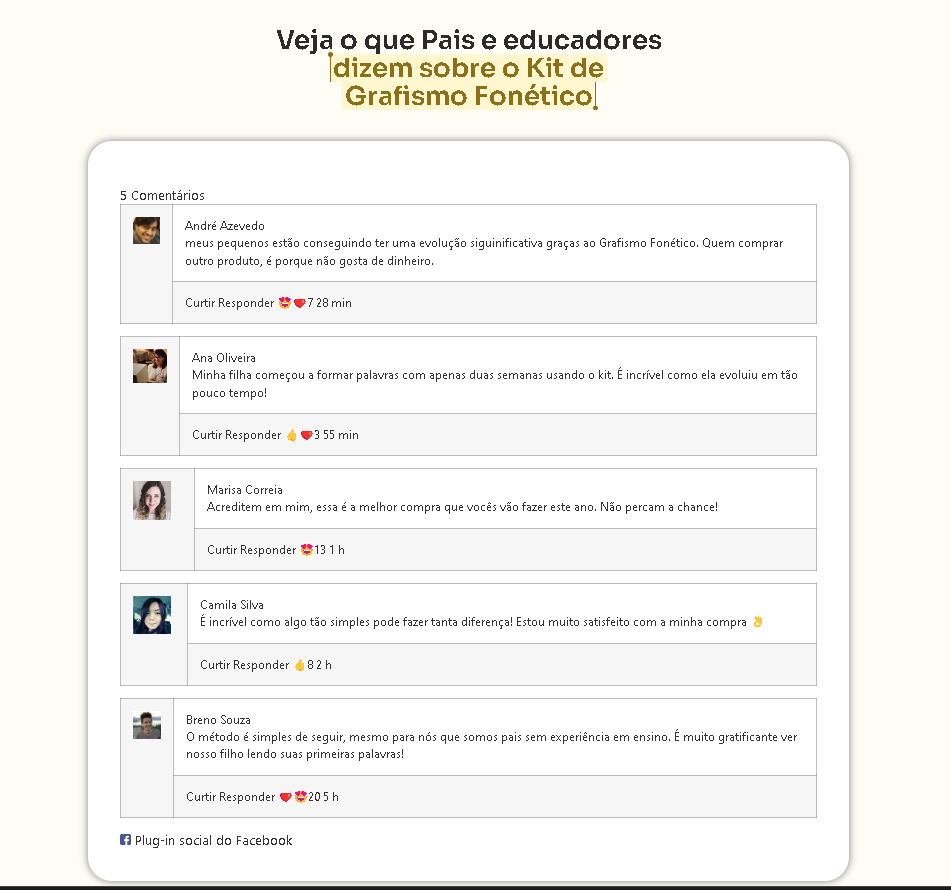 Veja o que Pais e educadores
dizem sobre o Kit de
Grafismo Fonético
5 Comentários
André Azevedo
meus pequenos estão conseguindo ter uma evolução siguinificativa graças ao Grafismo Fonético. Quem comprar
outro produto, é porque não gosta de dinheiro.
Curtir Responder 😍❤️7 28 min
Ana Oliveira
Minha filha começou a formar palavras com apenas duas semanas usando o kit. É incrível como ela evoluiu em tão
pouco tempo!
Curtir Responder 👍❤️3 55 min
Marisa Correia
Acreditem em mim, essa é a melhor compra que vocês vão fazer este ano. Não percam a chance!
Curtir Responder 😍13 1 h
Camila Silva
É incrível como algo tão simples pode fazer tanta diferença! Estou muito satisfeito com a minha compra 👌
Curtir Responder 👍8 2 h
Breno Souza
O método é simples de seguir, mesmo para nós que somos pais sem experiência em ensino. É muito gratificante ver
nosso filho lendo suas primeiras palavras!
Curtir Responder ❤️😍20 5 h
Plug-in social do Facebook